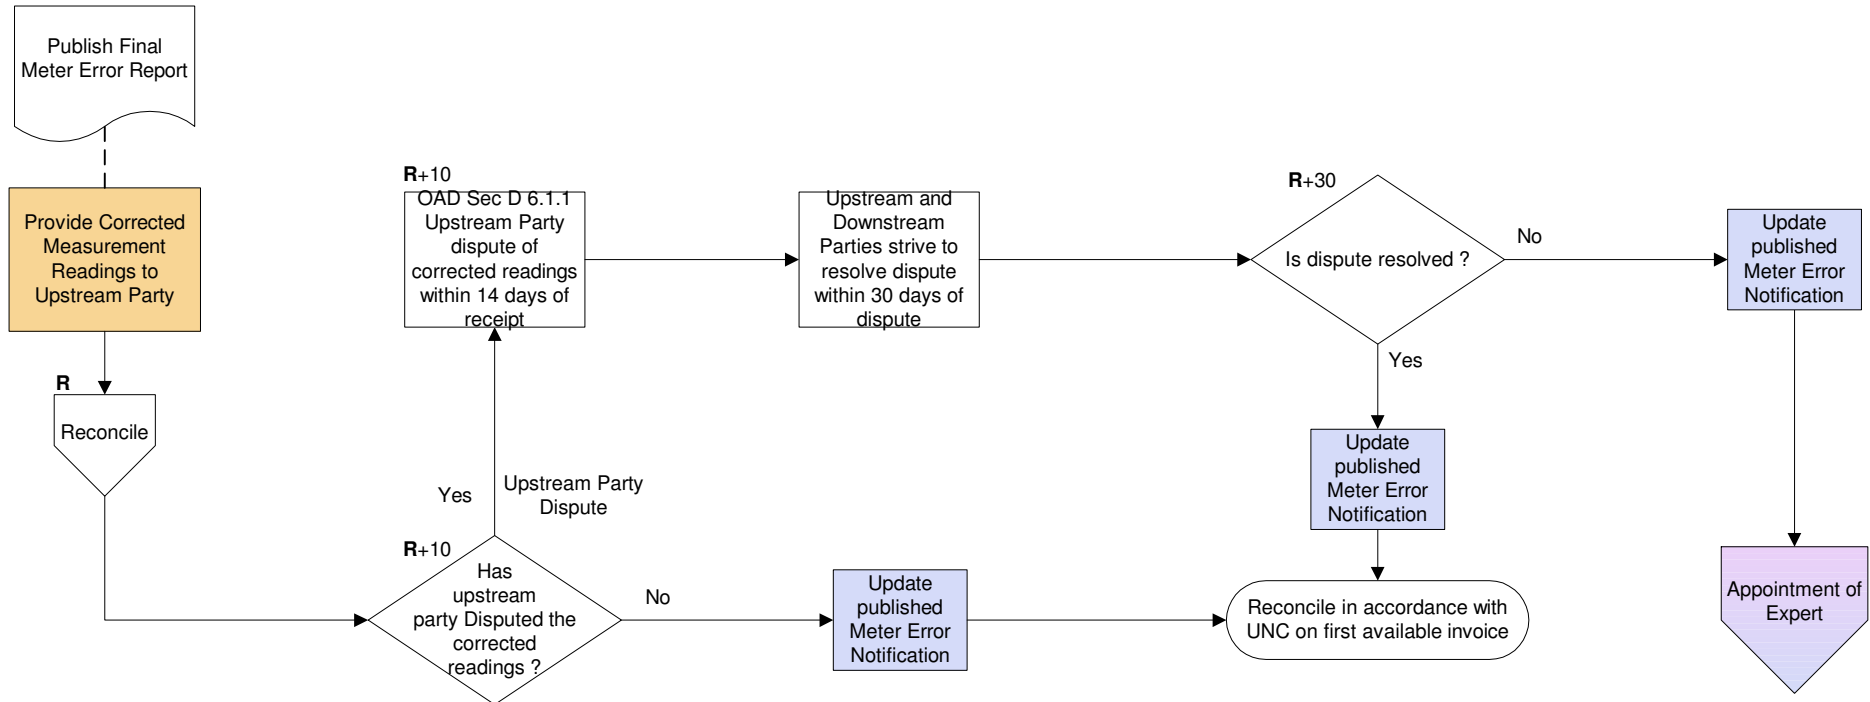 Publish Final
Meter Error Report
Provide Corrected
Measurement
Readings to
Upstream Party
R
Reconcile
R+10
OAD Sec D 6.1.1
Upstream Party
dispute of
corrected readings
within 14 days of
receipt
Upstream and
Downstream
Parties strive to
resolve dispute
within 30 days of
dispute
R+30
Is dispute resolved ?
No
Update
published
Meter Error
Notification
Yes
Update
published
Meter Error
Notification
Yes
Upstream Party
Dispute
R+10
Has
upstream
party Disputed the
corrected
readings ?
No
Update
published
Meter Error
Notification
Reconcile in accordance with
UNC on first available invoice
Appointment of
Expert